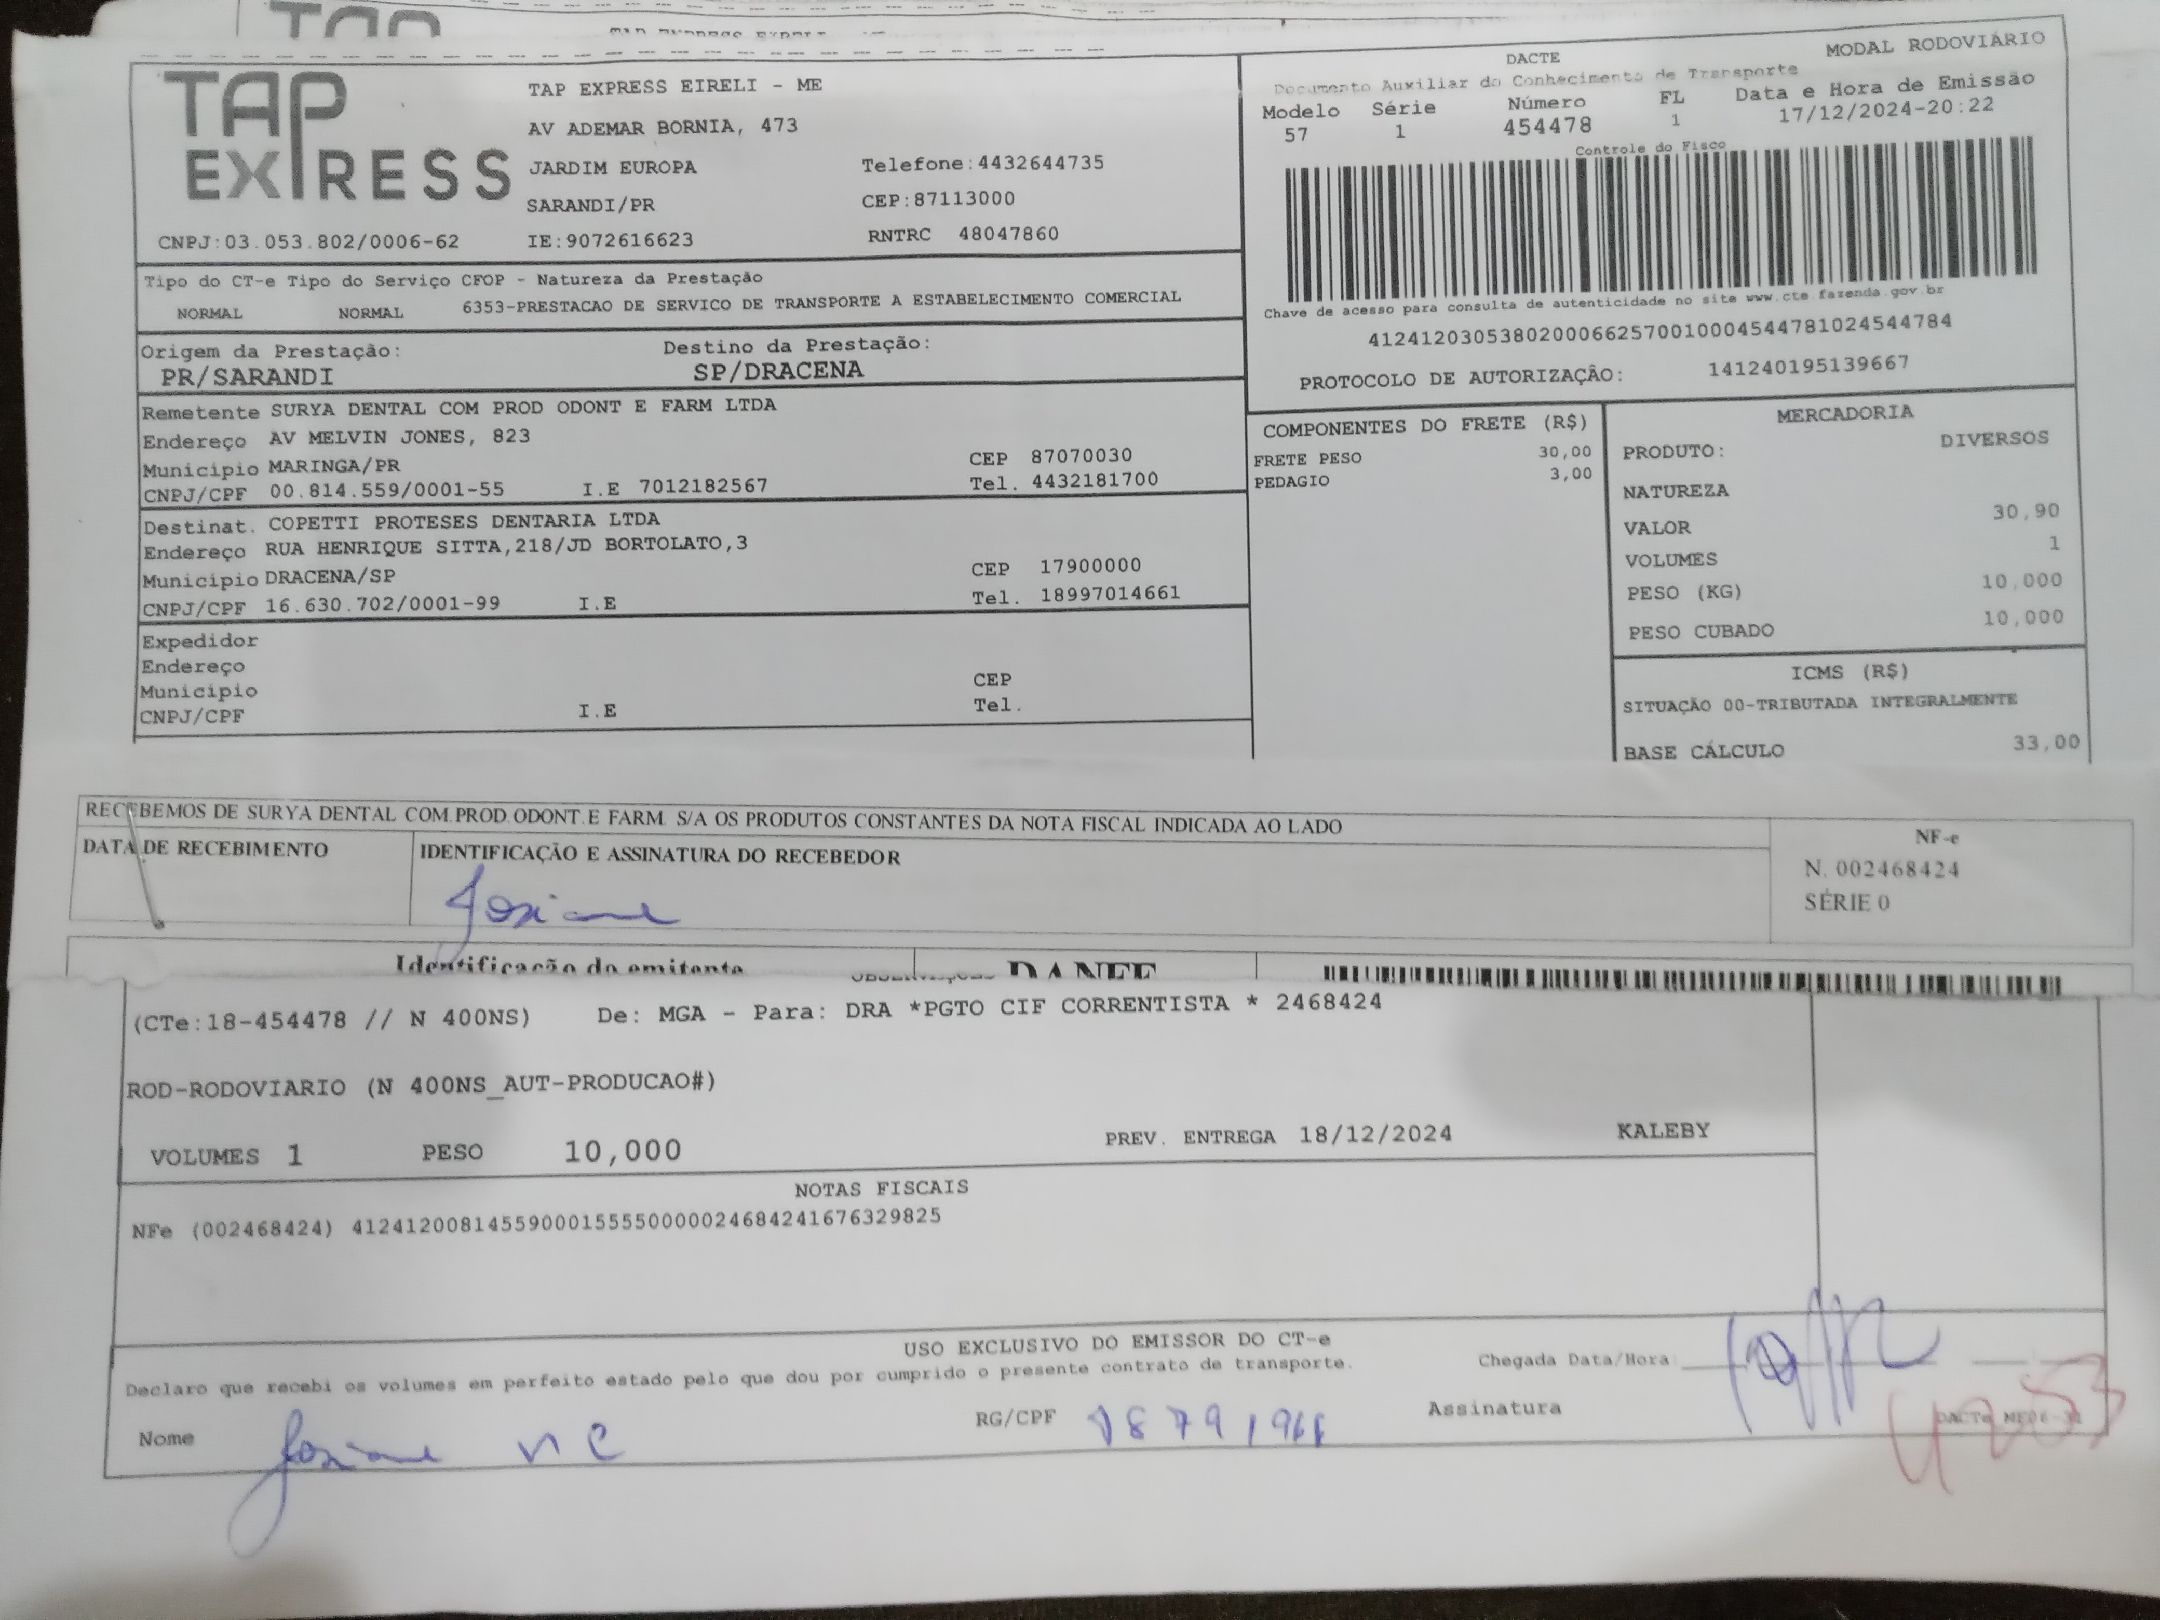 TAP
EXPRESS
CNPJ:03.053.802/0006-62
TAP EXPRESS EIRELI - ME
AV ADEMAR BORNIA, 473
JARDIM EUROPA
Telefone:4432644735
SARANDI/PR
CEP:87113000
IE:9072616623
RNTRC 48047860
DACTE
MODAL RODOVIÁRIO
Documento Auxiliar do Conhecimento de Transporte
Modelo Série Número FL Data e Hora de Emissão
57 1 454478 1 17/12/2024-20:22
Controle do Fisco
Chave de acesso para consulta de autenticidade no site www.cte.fazenda.gov.br
41241203053802000662570010004544781024544784
PROTOCOLO DE AUTORIZAÇÃO: 141240195139667
Tipo do CT-e Tipo do Serviço CFOP - Natureza da Prestação
NORMAL NORMAL 6353-PRESTACAO DE SERVICO DE TRANSPORTE A ESTABELECIMENTO COMERCIAL
Origem da Prestação: Destino da Prestação:
PR/SARANDI SP/DRACENA
Remetente SURYA DENTAL COM PROD ODONT E FARM LTDA
Endereço AV MELVIN JONES, 823
Município MARINGA/PR CEP 87070030
CNPJ/CPF 00.814.559/0001-55 I.E 7012182567 Tel. 4432181700
Destinat. COPETTI PROTESES DENTARIA LTDA
Endereço RUA HENRIQUE SITTA,218/JD BORTOLATO,3
Município DRACENA/SP CEP 17900000
CNPJ/CPF 16.630.702/0001-99 I.E Tel. 18997014661
Expedidor
Endereço
Município CEP
CNPJ/CPF I.E Tel.
COMPONENTES DO FRETE (R$)
FRETE PESO 30,00
PEDAGIO 3,00
MERCADORIA
PRODUTO: DIVERSOS
NATUREZA
VALOR 30,90
VOLUMES 1
PESO (KG) 10,000
PESO CUBADO 10,000
ICMS (R$)
SITUAÇÃO 00-TRIBUTADA INTEGRALMENTE
BASE CÁLCULO 33,00
RECEBEMOS DE SURYA DENTAL COM.PROD.ODONT.E FARM. S/A OS PRODUTOS CONSTANTES DA NOTA FISCAL INDICADA AO LADO
DATA DE RECEBIMENTO
IDENTIFICAÇÃO E ASSINATURA DO RECEBEDOR
Josiane
NF-e
N. 002468424
SÉRIE 0
Identificação do emitente
DANFE
(CTe:18-454478 // N 400NS) De: MGA - Para: DRA *PGTO CIF CORRENTISTA * 2468424
ROD-RODOVIARIO (N 400NS_AUT-PRODUCAO#)
VOLUMES 1 PESO 10,000 PREV. ENTREGA 18/12/2024 KALEBY
NOTAS FISCAIS
NFe (002468424) 41241200814559000155550000024684241676329825
USO EXCLUSIVO DO EMISSOR DO CT-e
Declaro que recebi os volumes em perfeito estado pelo que dou por cumprido o presente contrato de transporte.
Chegada Data/Hora
Nome Josiane
RG/CPF
Assinatura